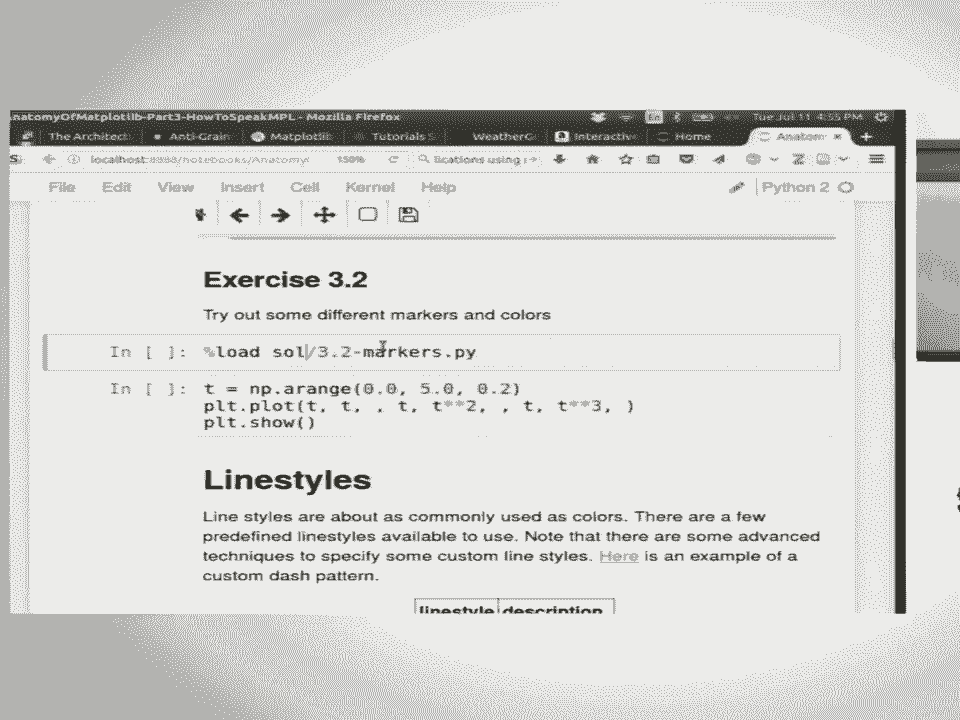 AnatomyOfMatplotlib-Part3-HowToSpeakMPL - Mozilla Firefox
En
Tue Jul 11 4:55 PM
The Architect
Anti-Grain
Matplotlib
Tutorials
WeatherG
Interactive
Home
Anatom
localhost:8888/notebooks/Anatomy
150%
lications using
File Edit View Insert Cell Kernel Help
Python 2
Exercise 3.2
Try out some different markers and colors
In [ ]: %load sol/3.2-markers.py
In [ ]: t = np.arange(0.0, 5.0, 0.2)
plt.plot(t, t, , t, t**2, , t, t**3, )
plt.show()
Linestyles
Line styles are about as commonly used as colors. There are a few
predefined linestyles available to use. Note that there are some advanced
techniques to specify some custom line styles. Here is an example of a
custom dash pattern.
linestyle description